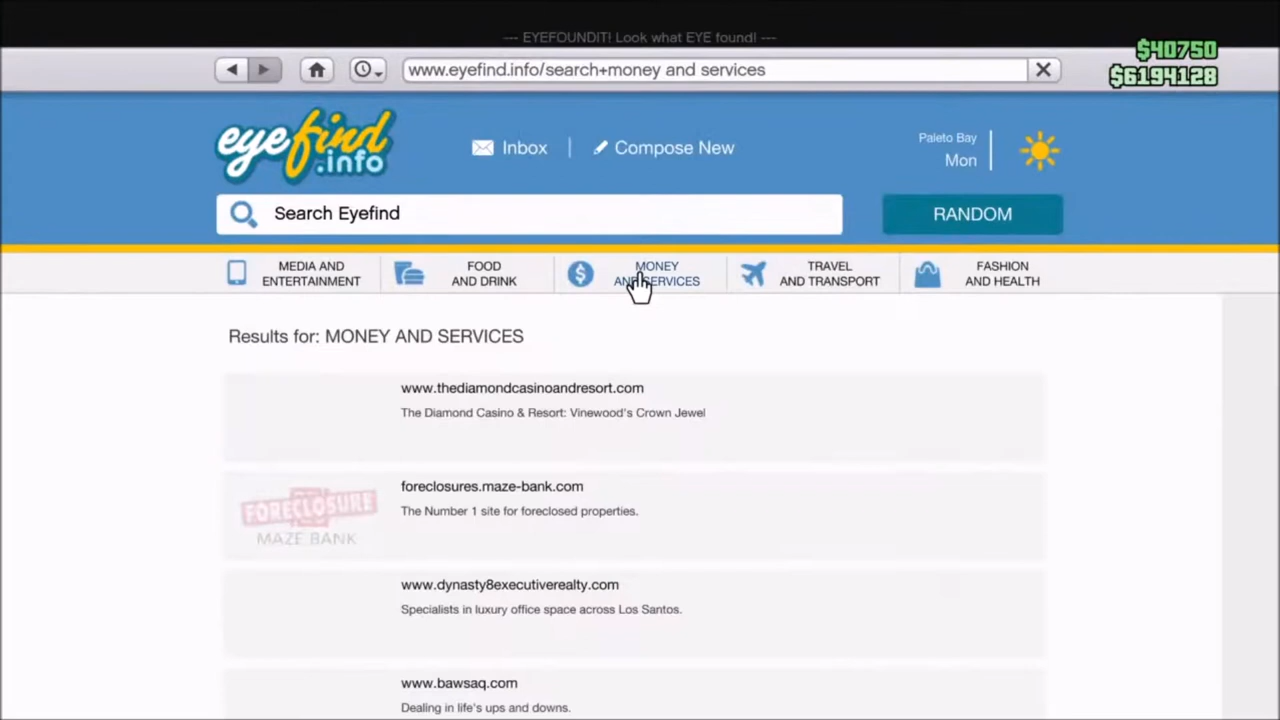 --- EYEFOUNDIT! Look what EYE found! ---
$40750
$6194128
www.eyefind.info/search+money and services
eyefind
.info
Inbox
Compose New
Paleto Bay
Mon
Search Eyefind
RANDOM
MEDIA AND
ENTERTAINMENT
FOOD
AND DRINK
MONEY
AND SERVICES
TRAVEL
AND TRANSPORT
FASHION
AND HEALTH
Results for: MONEY AND SERVICES
www.thediamondcasinoandresort.com
The Diamond Casino & Resort: Vinewood's Crown Jewel
FORECLOSURE
MAZE BANK
foreclosures.maze-bank.com
The Number 1 site for foreclosed properties.
www.dynasty8executiverealty.com
Specialists in luxury office space across Los Santos.
www.bawsaq.com
Dealing in life's ups and downs.